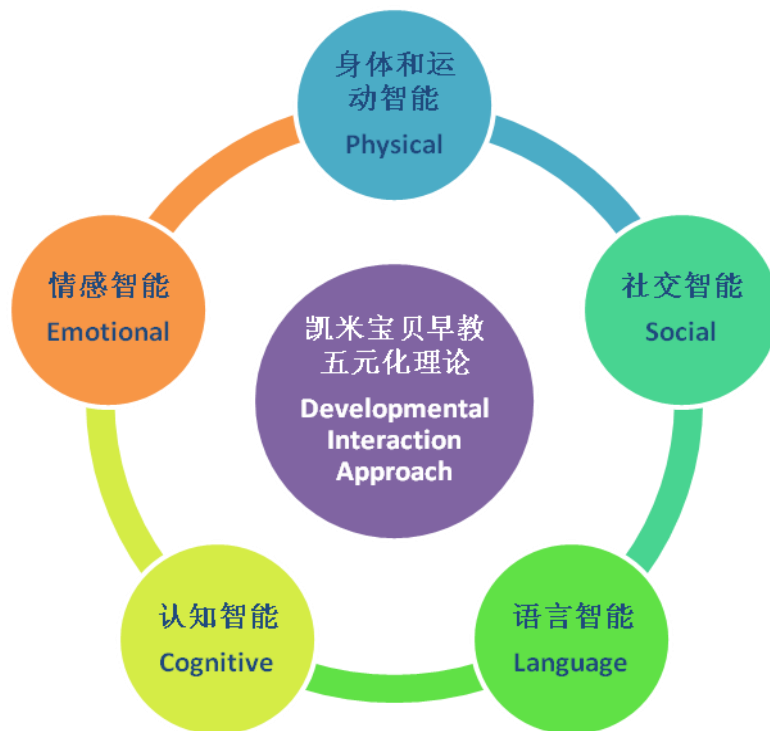 身体和运
动智能
Physical
情感智能
Emotional
社交智能
Social
凯米宝贝早教
五元化理论
Developmental
Interaction
Approach
认知智能
Cognitive
语言智能
Language